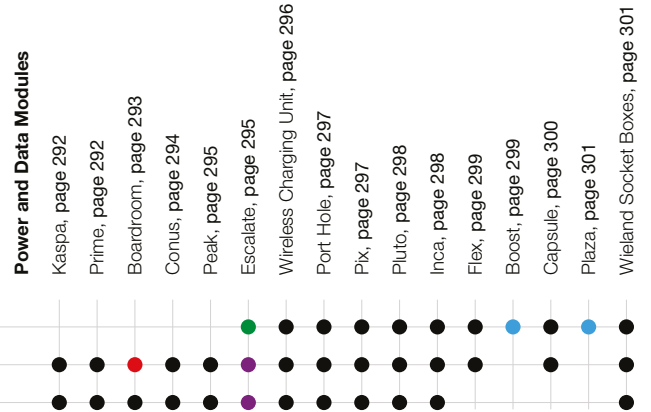 Power and Data Modules
Kaspa, page 292
Prime, page 292
Boardroom, page 293
Conus, page 294
Peak, page 295
Escalate, page 295
Wireless Charging Unit, page 296
Port Hole, page 297
Pix, page 297
Pluto, page 298
Inca, page 298
Flex, page 299
Boost, page 299
Capsule, page 300
Plaza, page 301
Wieland Socket Boxes, page 301